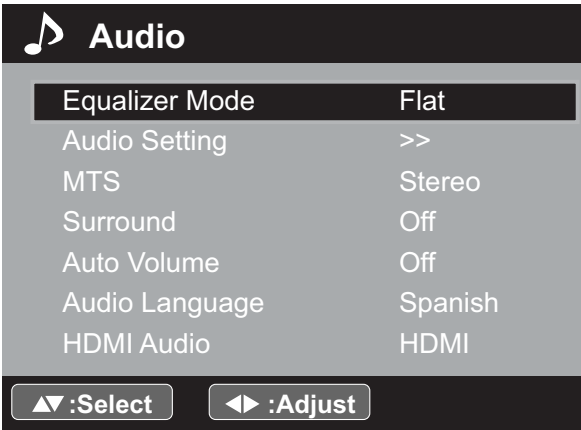 Audio
Equalizer Mode Flat
Audio Setting >>
MTS Stereo
Surround Off
Auto Volume Off
Audio Language Spanish
HDMI Audio HDMI
▲▼:Select ◀▶ :Adjust